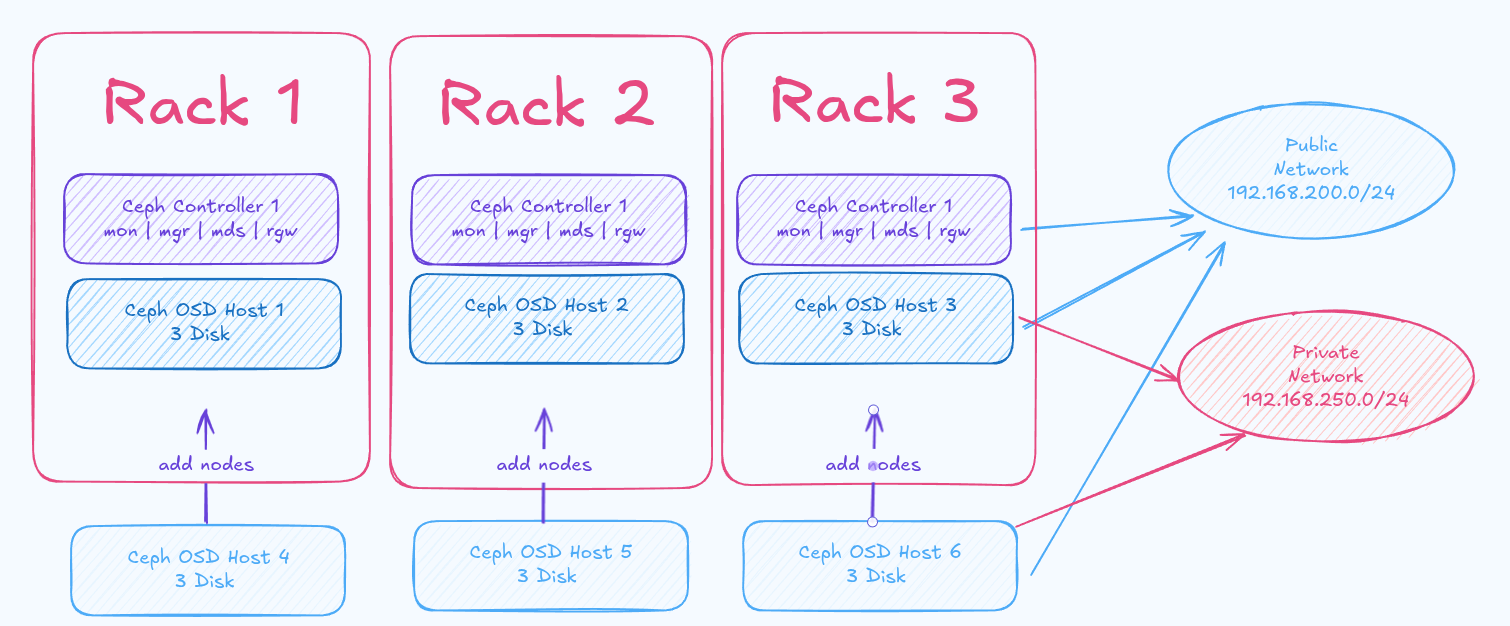 Rack 1
Ceph Controller 1
mon | mgr | mds | rgw
Ceph OSD Host 1
3 Disk
add nodes
Ceph OSD Host 4
3 Disk
Rack 2
Ceph Controller 1
mon | mgr | mds | rgw
Ceph OSD Host 2
3 Disk
add nodes
Ceph OSD Host 5
3 Disk
Rack 3
Ceph Controller 1
mon | mgr | mds | rgw
Ceph OSD Host 3
3 Disk
add nodes
Ceph OSD Host 6
3 Disk
Public
Network
192.168.200.0/24
Private
Network
192.168.250.0/24